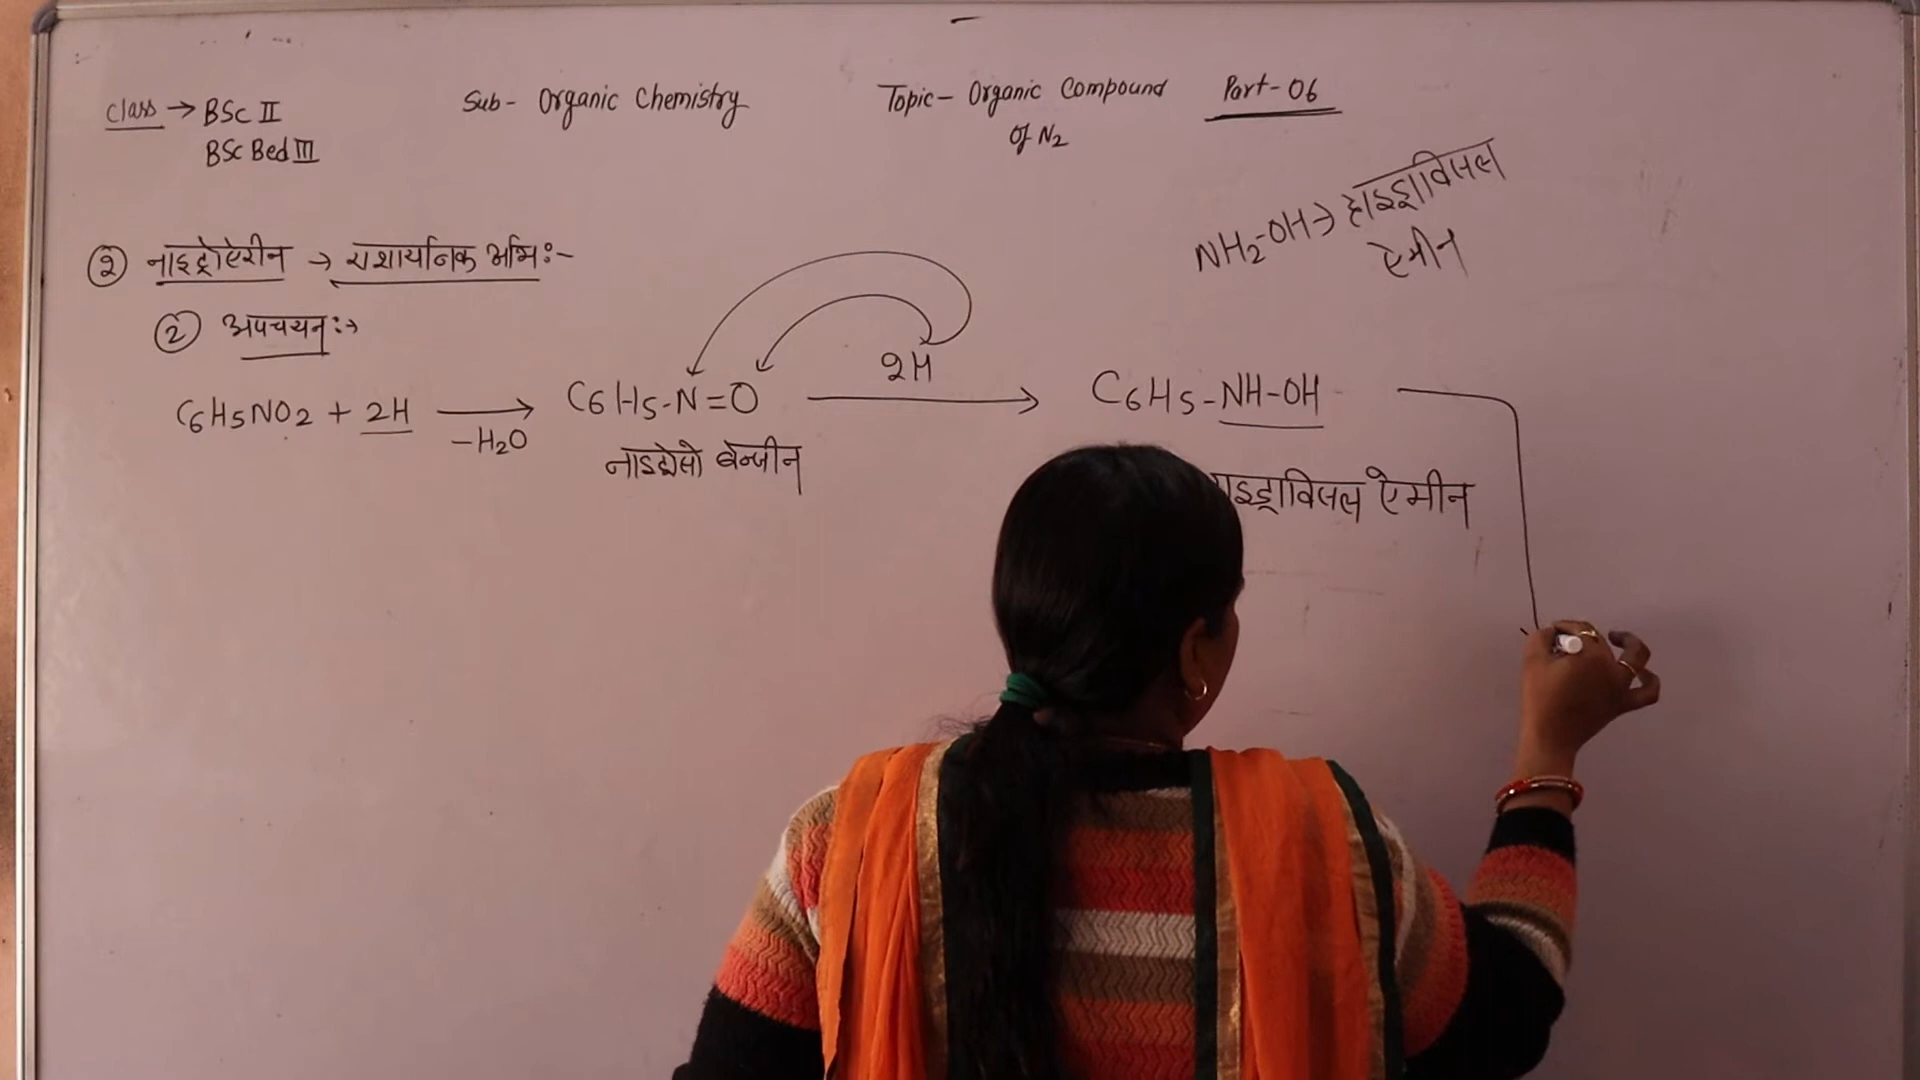 Class → BSc II
BSc Bed III
Sub- Organic Chemistry
Topic- Organic Compound
of N2
Part-06
NH2-OH → हाइड्राक्सिल
ऐमीन
② नाइट्रोऐरीन → राशायनिक अभिः-
② अपचयनः→
C6H5NO2 + 2H → C6H5-N=O → C6H5-NH-OH
-H2O
2H
नाइट्रोसो बेन्जीन
ाइड्राक्सिल ऐमीन